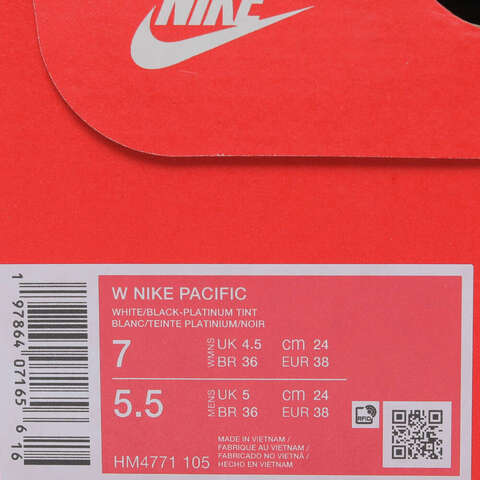 NIKE
W NIKE PACIFIC
WHITE/BLACK-PLATINUM TINT
BLANC/TEINTE PLATINIUM/NOIR
7 WMNS UK 4.5 cm 24
BR 36 EUR 38
5.5 MENS UK 5 cm 24
BR 36 EUR 38
MADE IN VIETNAM /
FABRIQUE AU VIETNAM /
FABRICADO NO VIETNÃ /
HECHO EN VIETNAM
HM4771 105
RFID
1 97864 07165 6 16